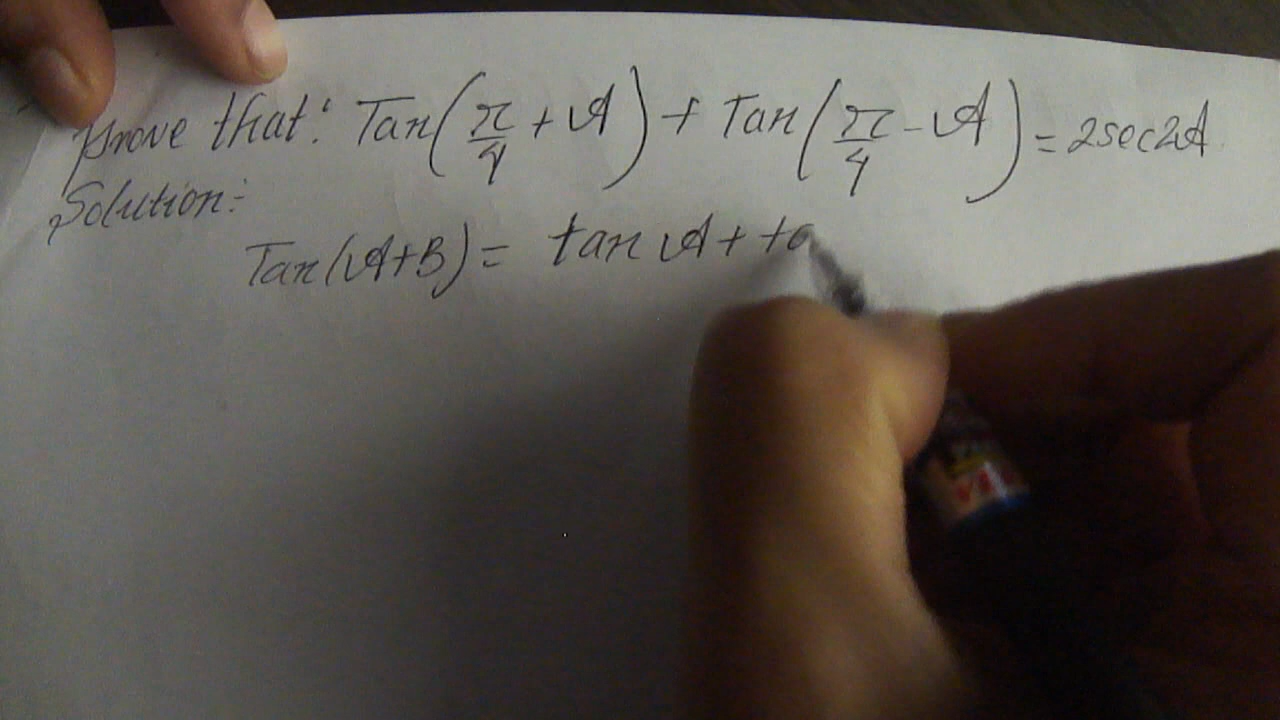 Prove that: Tan(π/4 + A) + Tan(π/4 - A) = 2sec2A
Solution:-
Tan(A+B) = tan A + ta